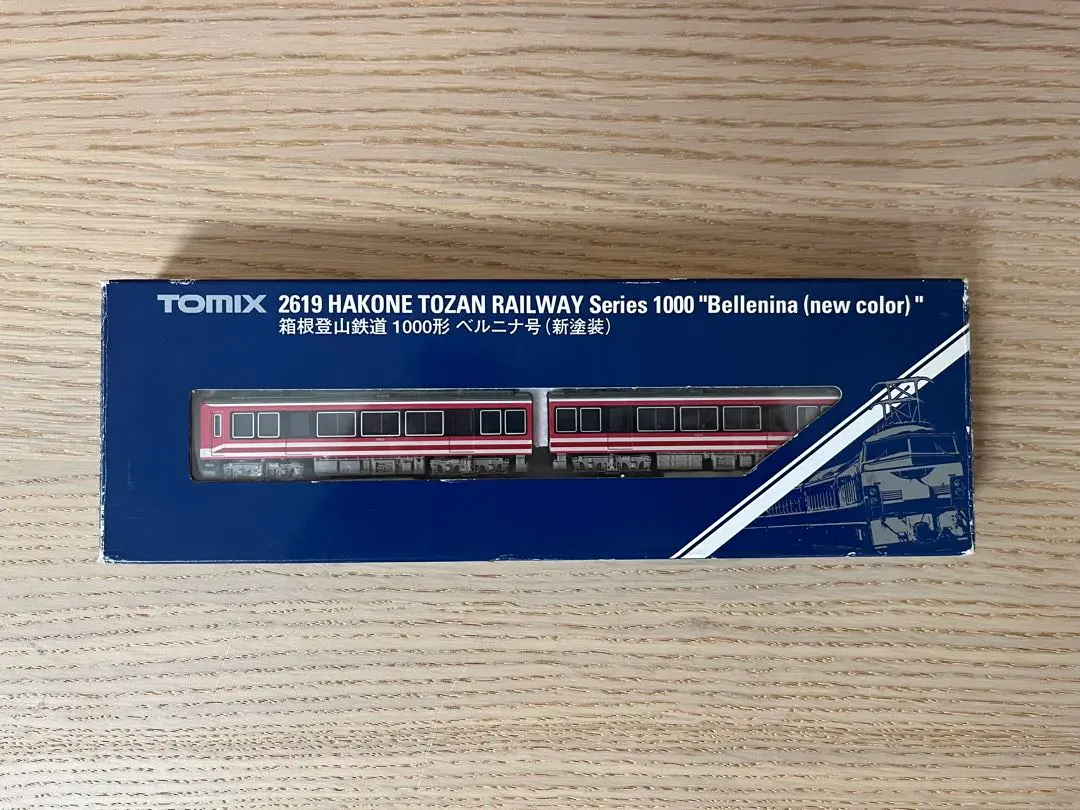 TOMIX 2619 HAKONE TOZAN RAILWAY Series 1000 "Bellenina (new color)"
箱根登山鉄道 1000形 ベルニナ号(新塗装)